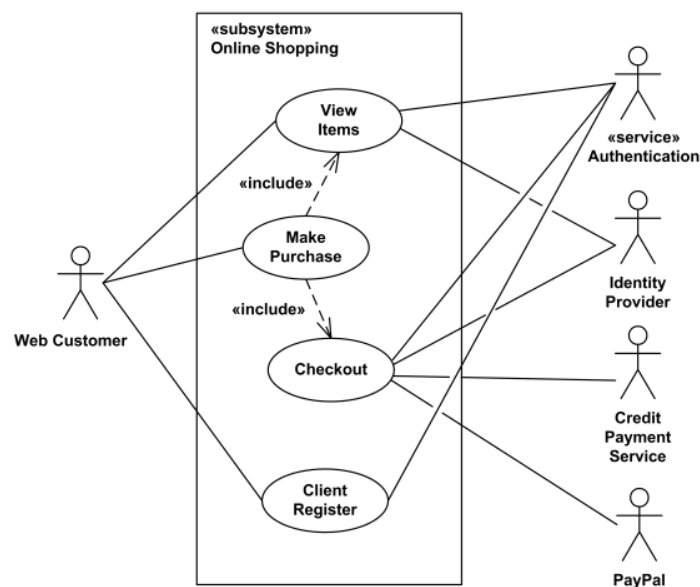 «subsystem»
Online Shopping
View
Items
«service»
Authentication
«include»
Make
Purchase
Identity
Provider
«include»
Web Customer
Checkout
Credit
Payment
Service
Client
Register
PayPal